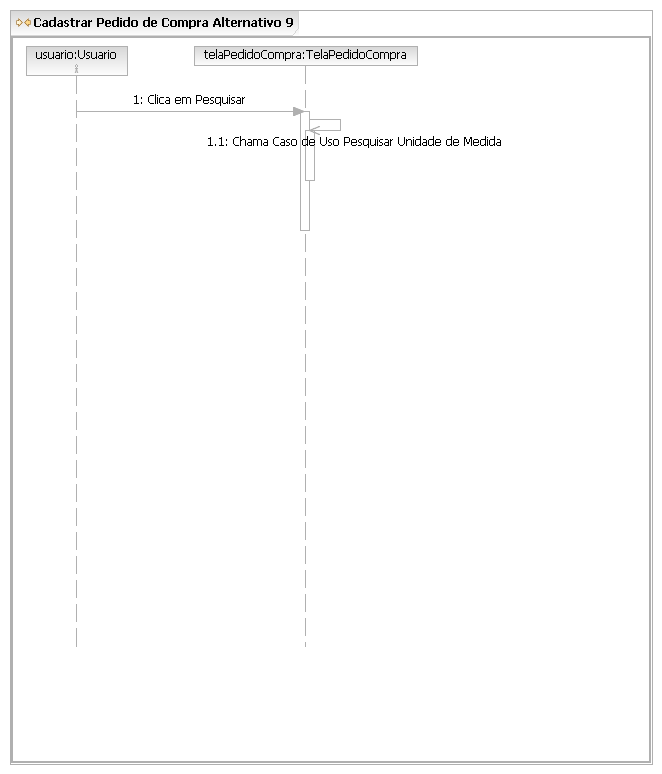 Cadastrar Pedido de Compra Alternativo 9
usuario:Usuario
telaPedidoCompra:TelaPedidoCompra
1: Clica em Pesquisar
1.1: Chama Caso de Uso Pesquisar Unidade de Medida